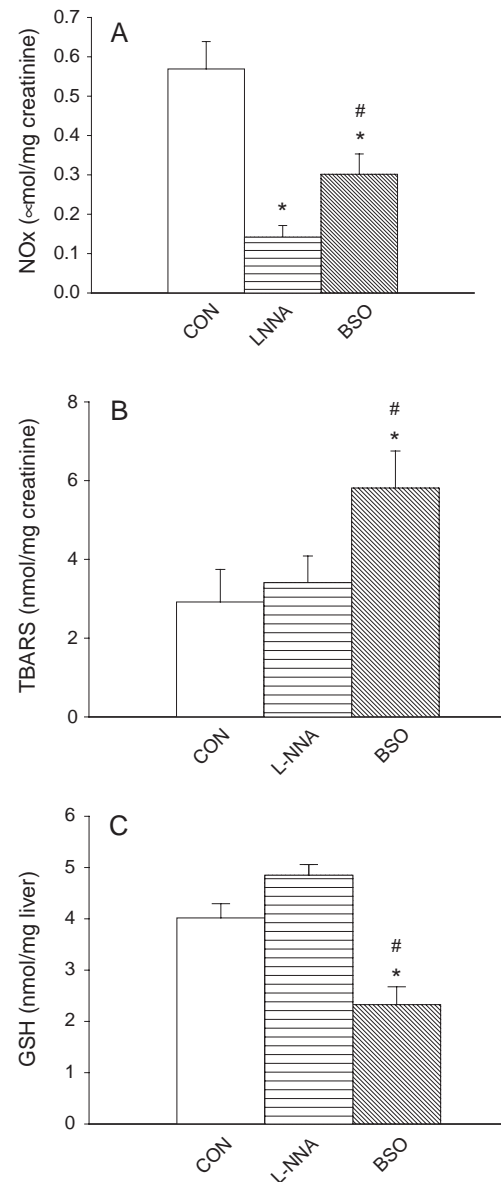 A
NOx (∝mol/mg creatinine)
0.7
0.6
0.5
0.4
0.3
0.2
0.1
0.0
*
#
*
CON
LNNA
BSO
B
TBARS (nmol/mg creatinine)
8
6
4
2
0
#
*
CON
L-NNA
BSO
C
GSH (nmol/mg liver)
6
5
4
3
2
1
0
#
*
CON
L-NNA
BSO